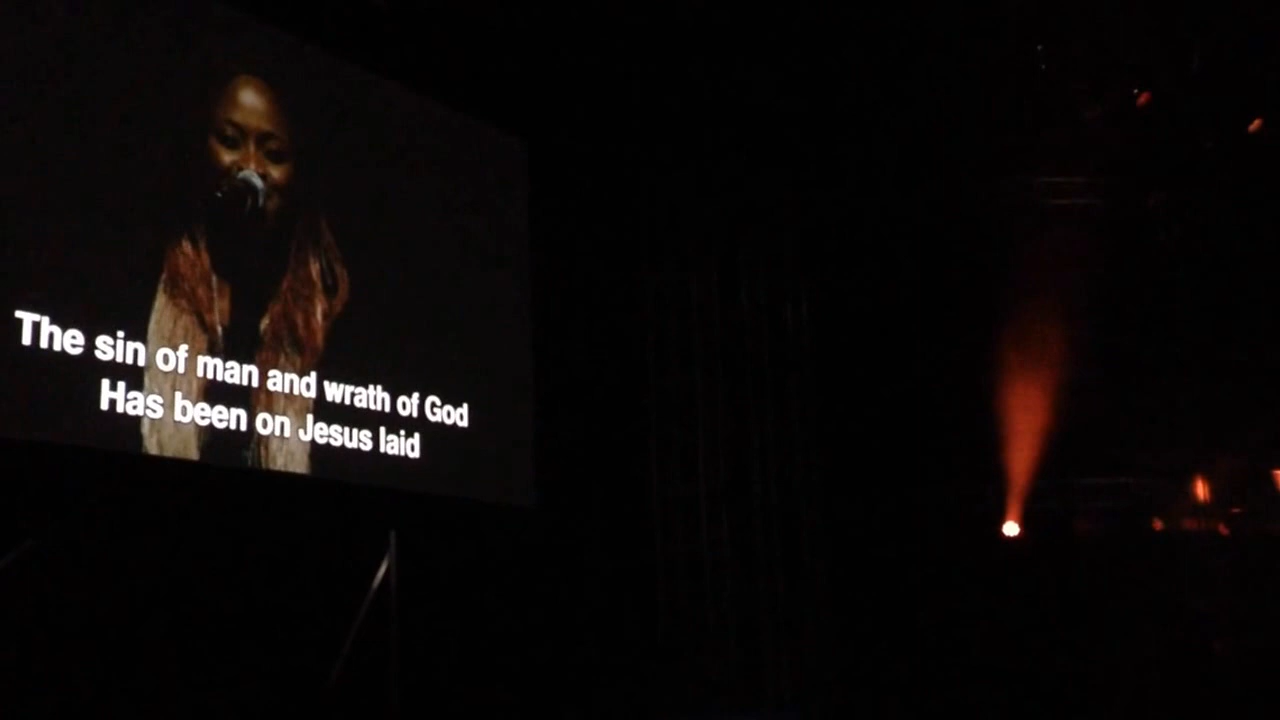 The sin of man and wrath of God
Has been on Jesus laid